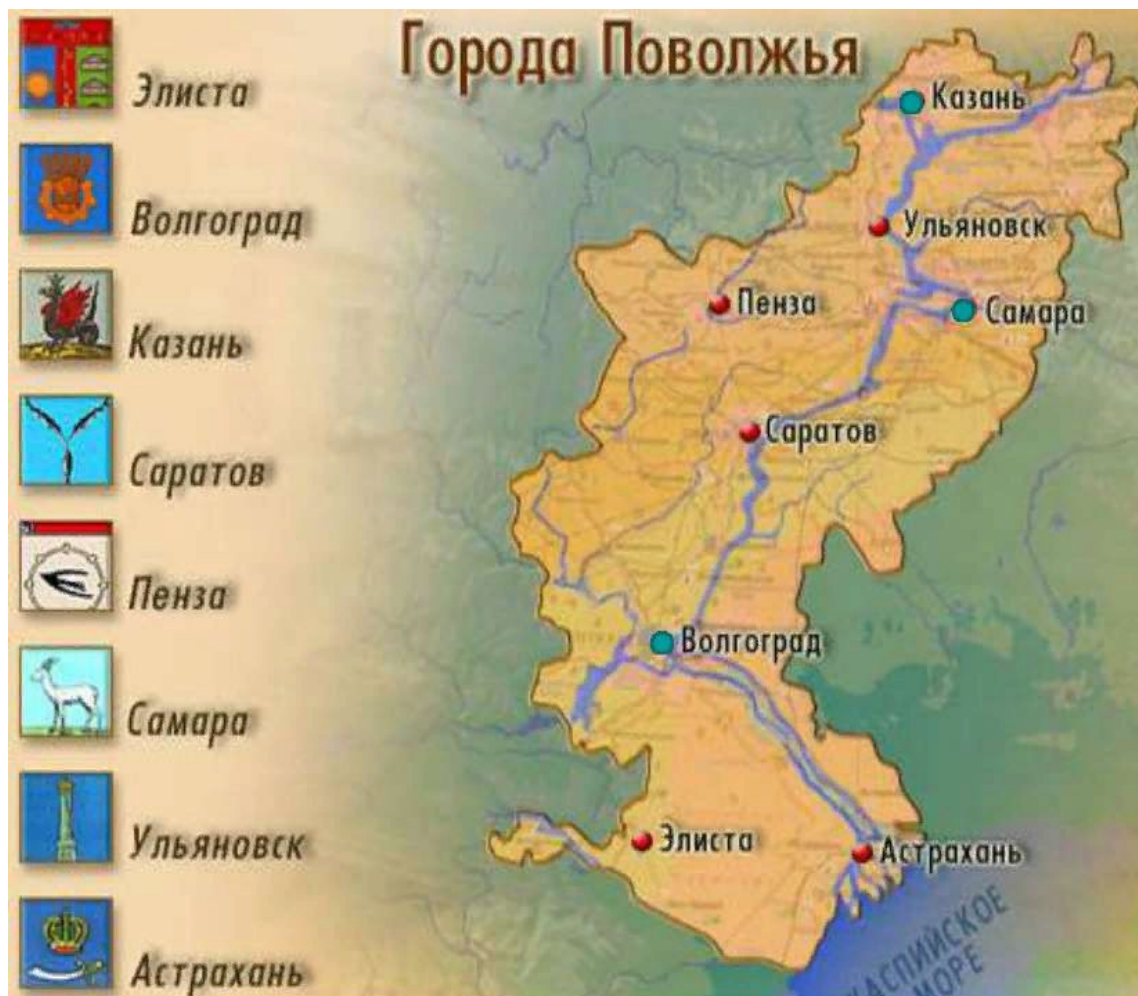 Города Поволжья
Элиста
Волгоград
Казань
Саратов
Пенза
Самара
Ульяновск
Астрахань
Казань
Ульяновск
Пенза
Самара
Саратов
Волгоград
Элиста
Астрахань
КАСПИЙСКОЕ
МОРЕ